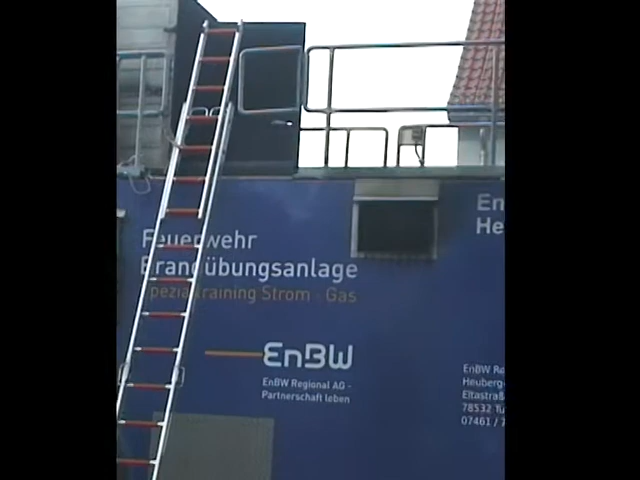 Feuerwehr
Brandübungsanlage
Spezialtraining Strom · Gas
EnBW
EnBW Regional AG -
Partnerschaft leben
En
He
EnBW Re
Heuberg-
Eltastraß
78532 Tu
07461 / 7